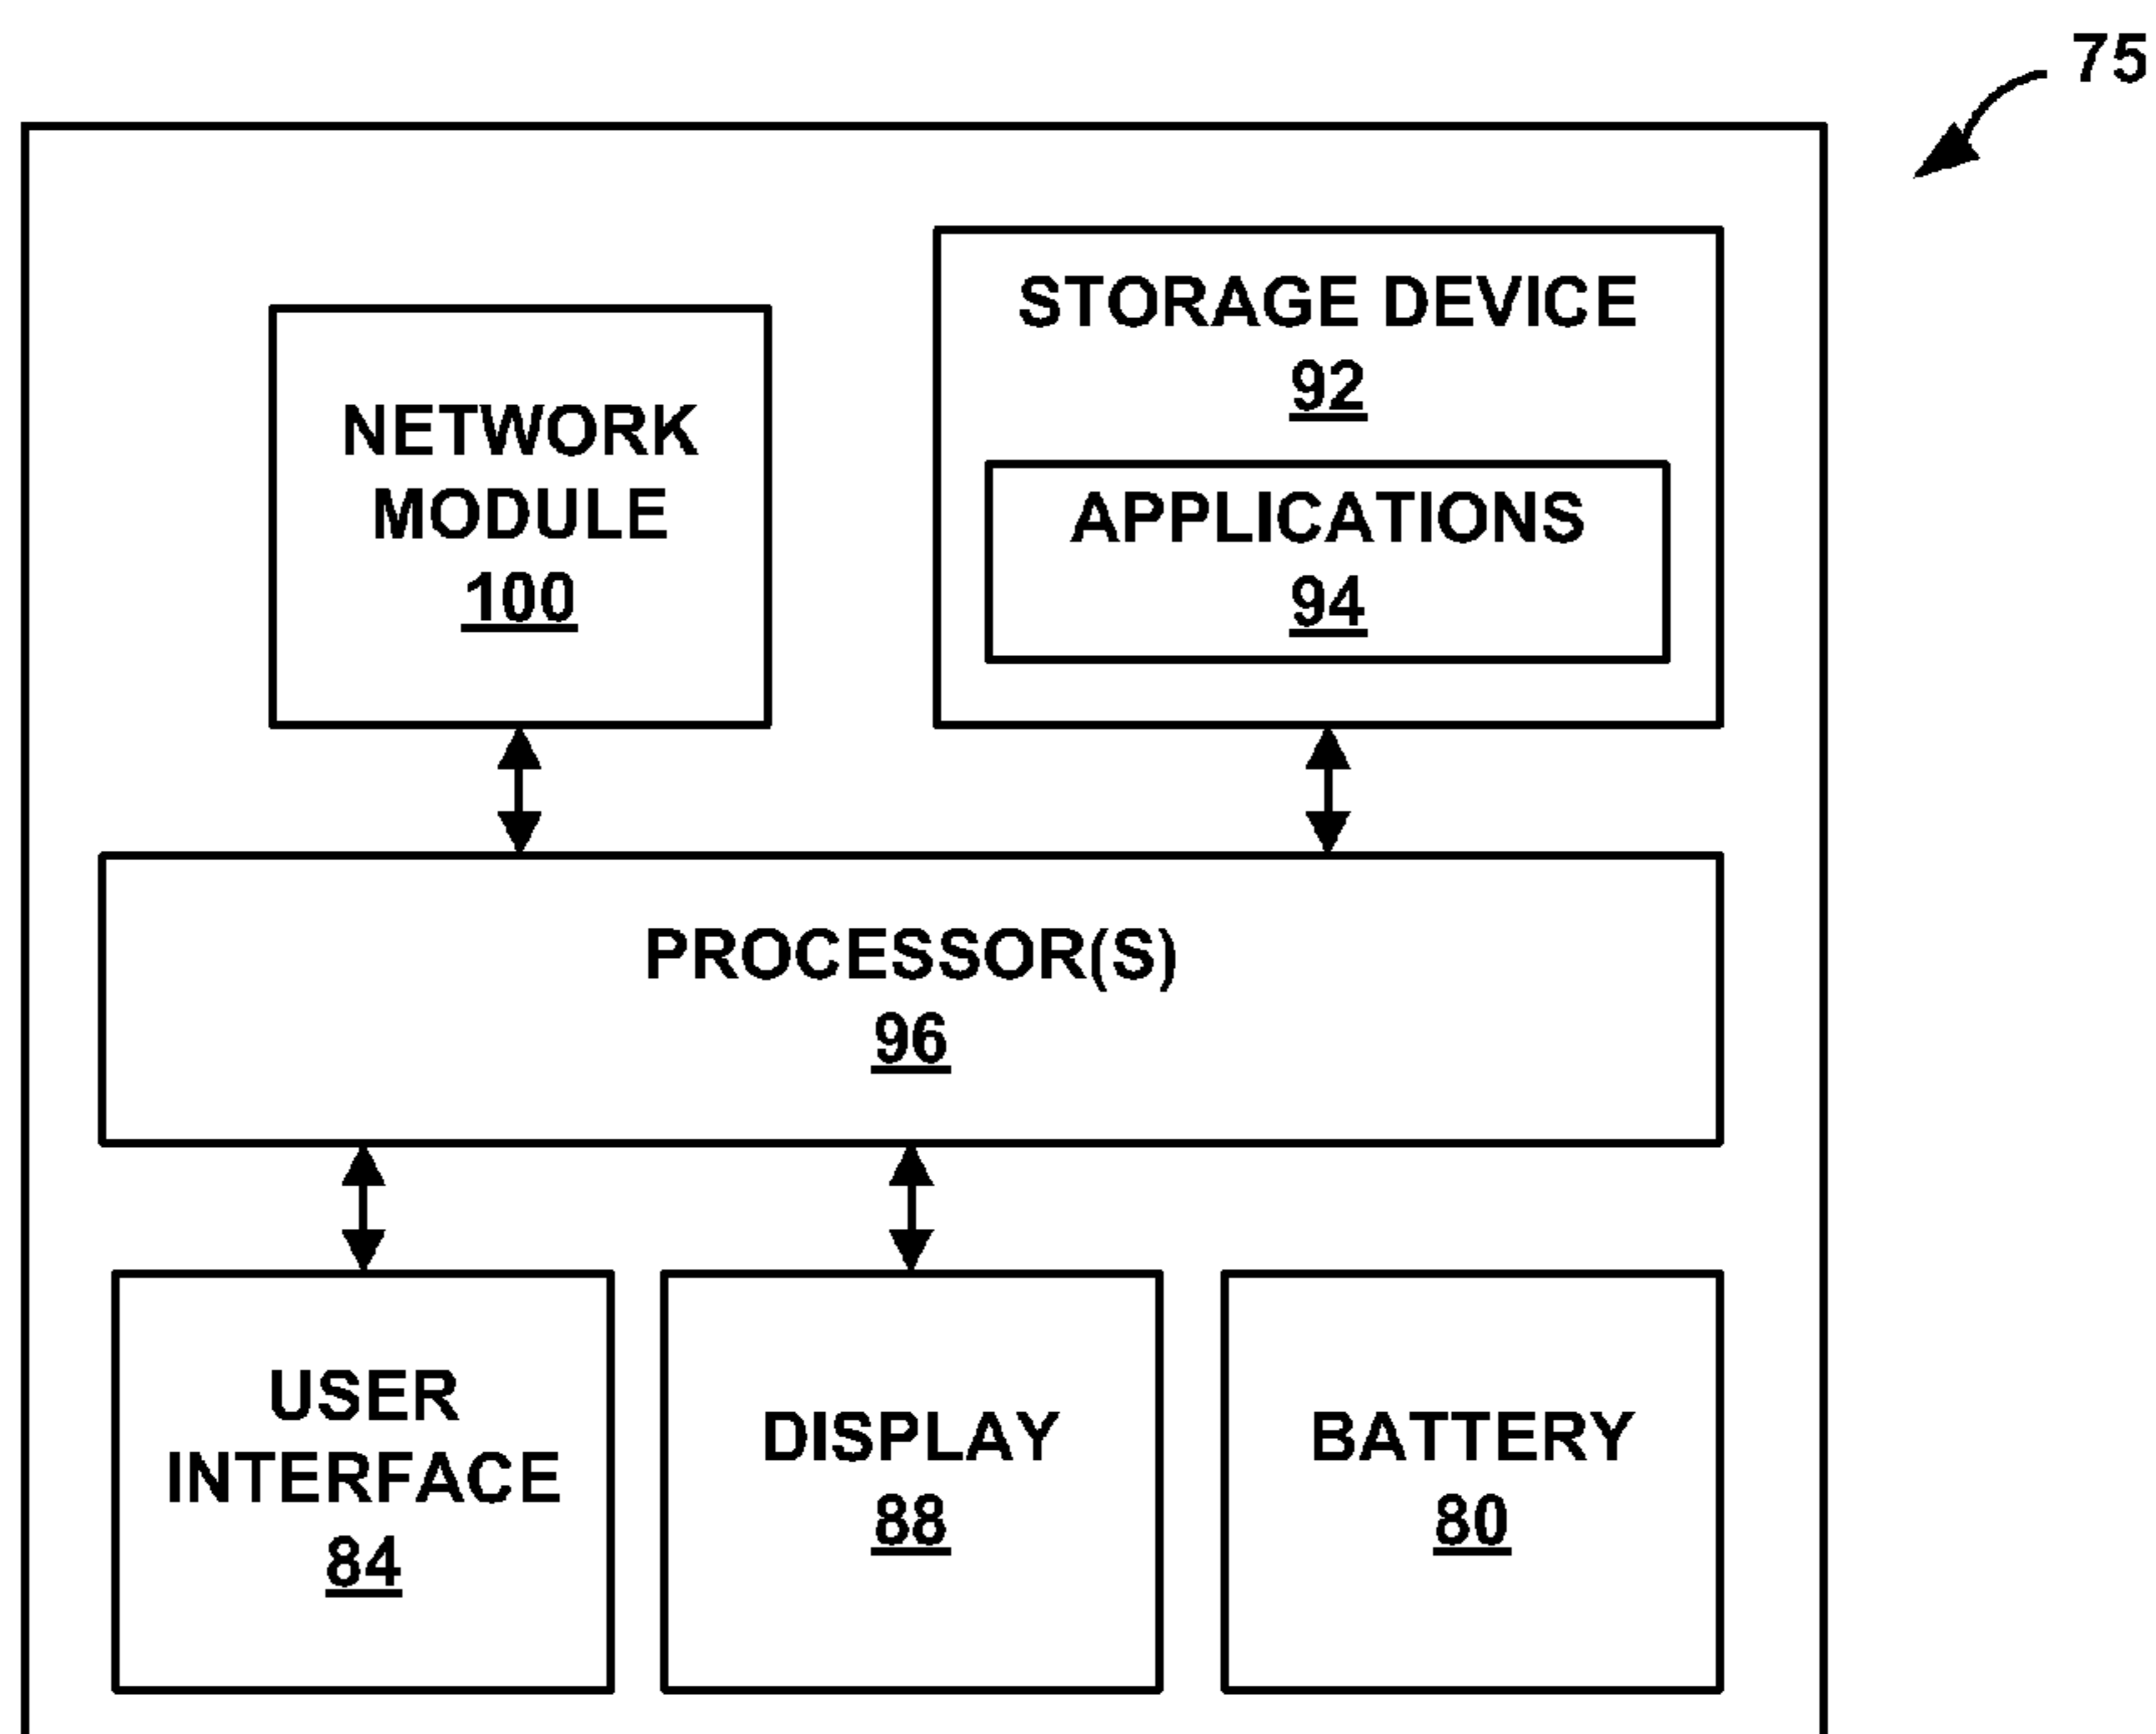 75
STORAGE DEVICE
92
NETWORK
MODULE
100
APPLICATIONS
94
PROCESSOR(S)
96
USER
INTERFACE
84
DISPLAY
88
BATTERY
80